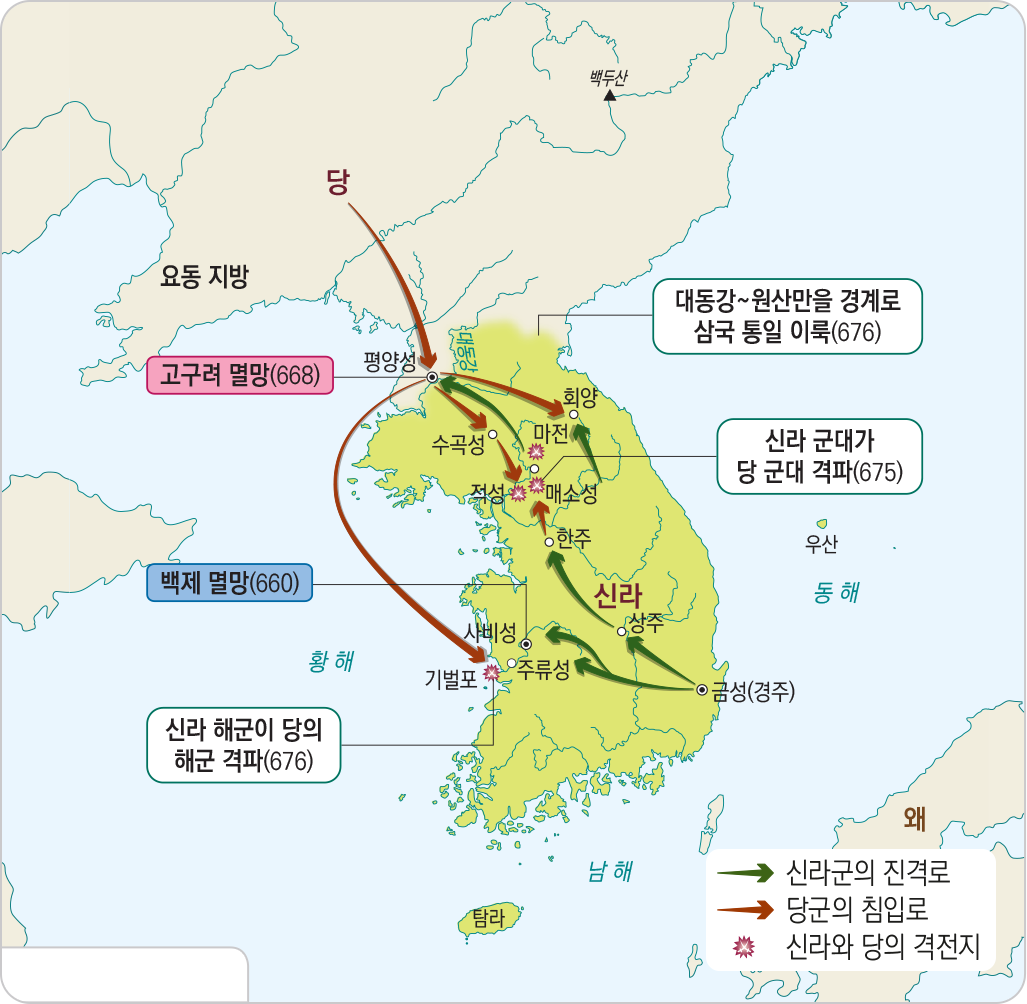 백두산
당
요동 지방
대동강~원산만을 경계로
삼국 통일 이룩(676)
대동강
평양성
고구려 멸망(668)
회양
마전
수곡성
신라 군대가
당 군대 격파(675)
적성
매소성
한주
우산
동해
백제 멸망(660)
신라
상주
사비성
황해
주류성
기벌포
금성(경주)
신라 해군이 당의
해군 격파(676)
왜
남해
탐라
신라군의 진격로
당군의 침입로
신라와 당의 격전지